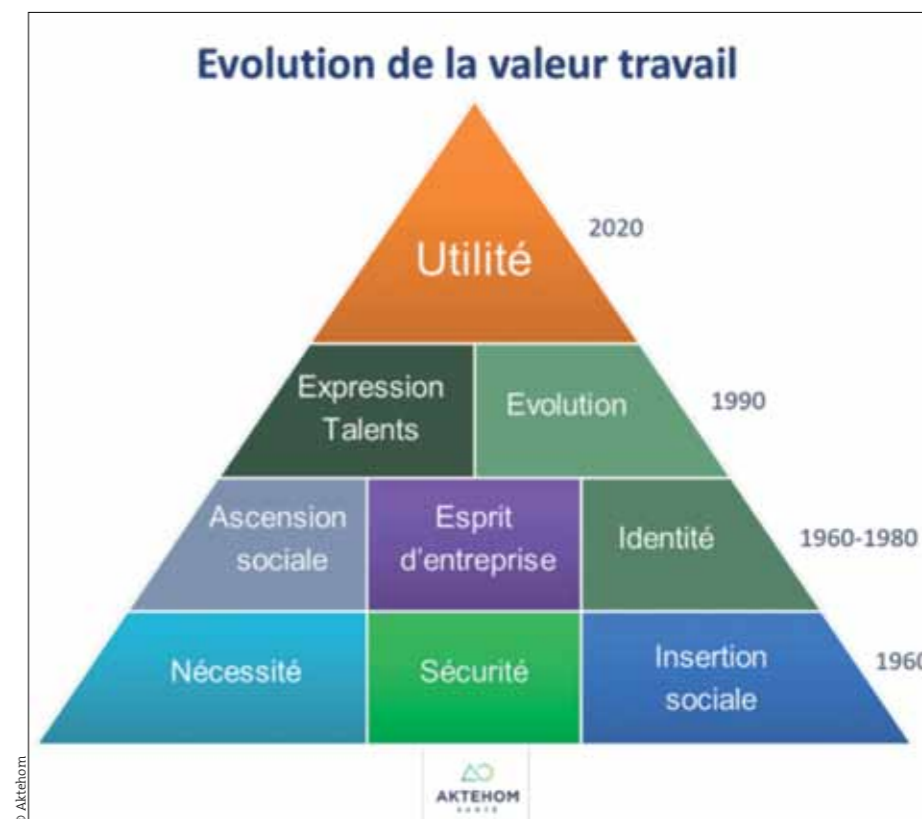 Evolution de la valeur travail
2020
Utilité
Expression
Talents
Evolution
1990
Ascension
sociale
Esprit
d'entreprise
Identité
1960-1980
Nécessité
Sécurité
Insertion
sociale
1960
AKTEHOM
SANTÉ
© Aktehom